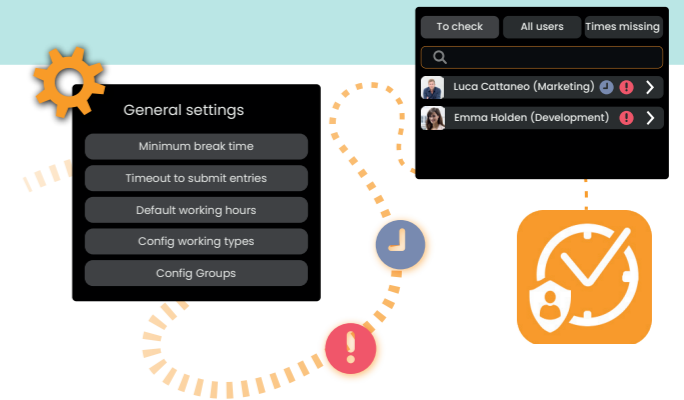 To check
All users
Times missing
Luca Cattaneo (Marketing)
Emma Holden (Development)
General settings
Minimum break time
Timeout to submit entries
Default working hours
Config working types
Config Groups